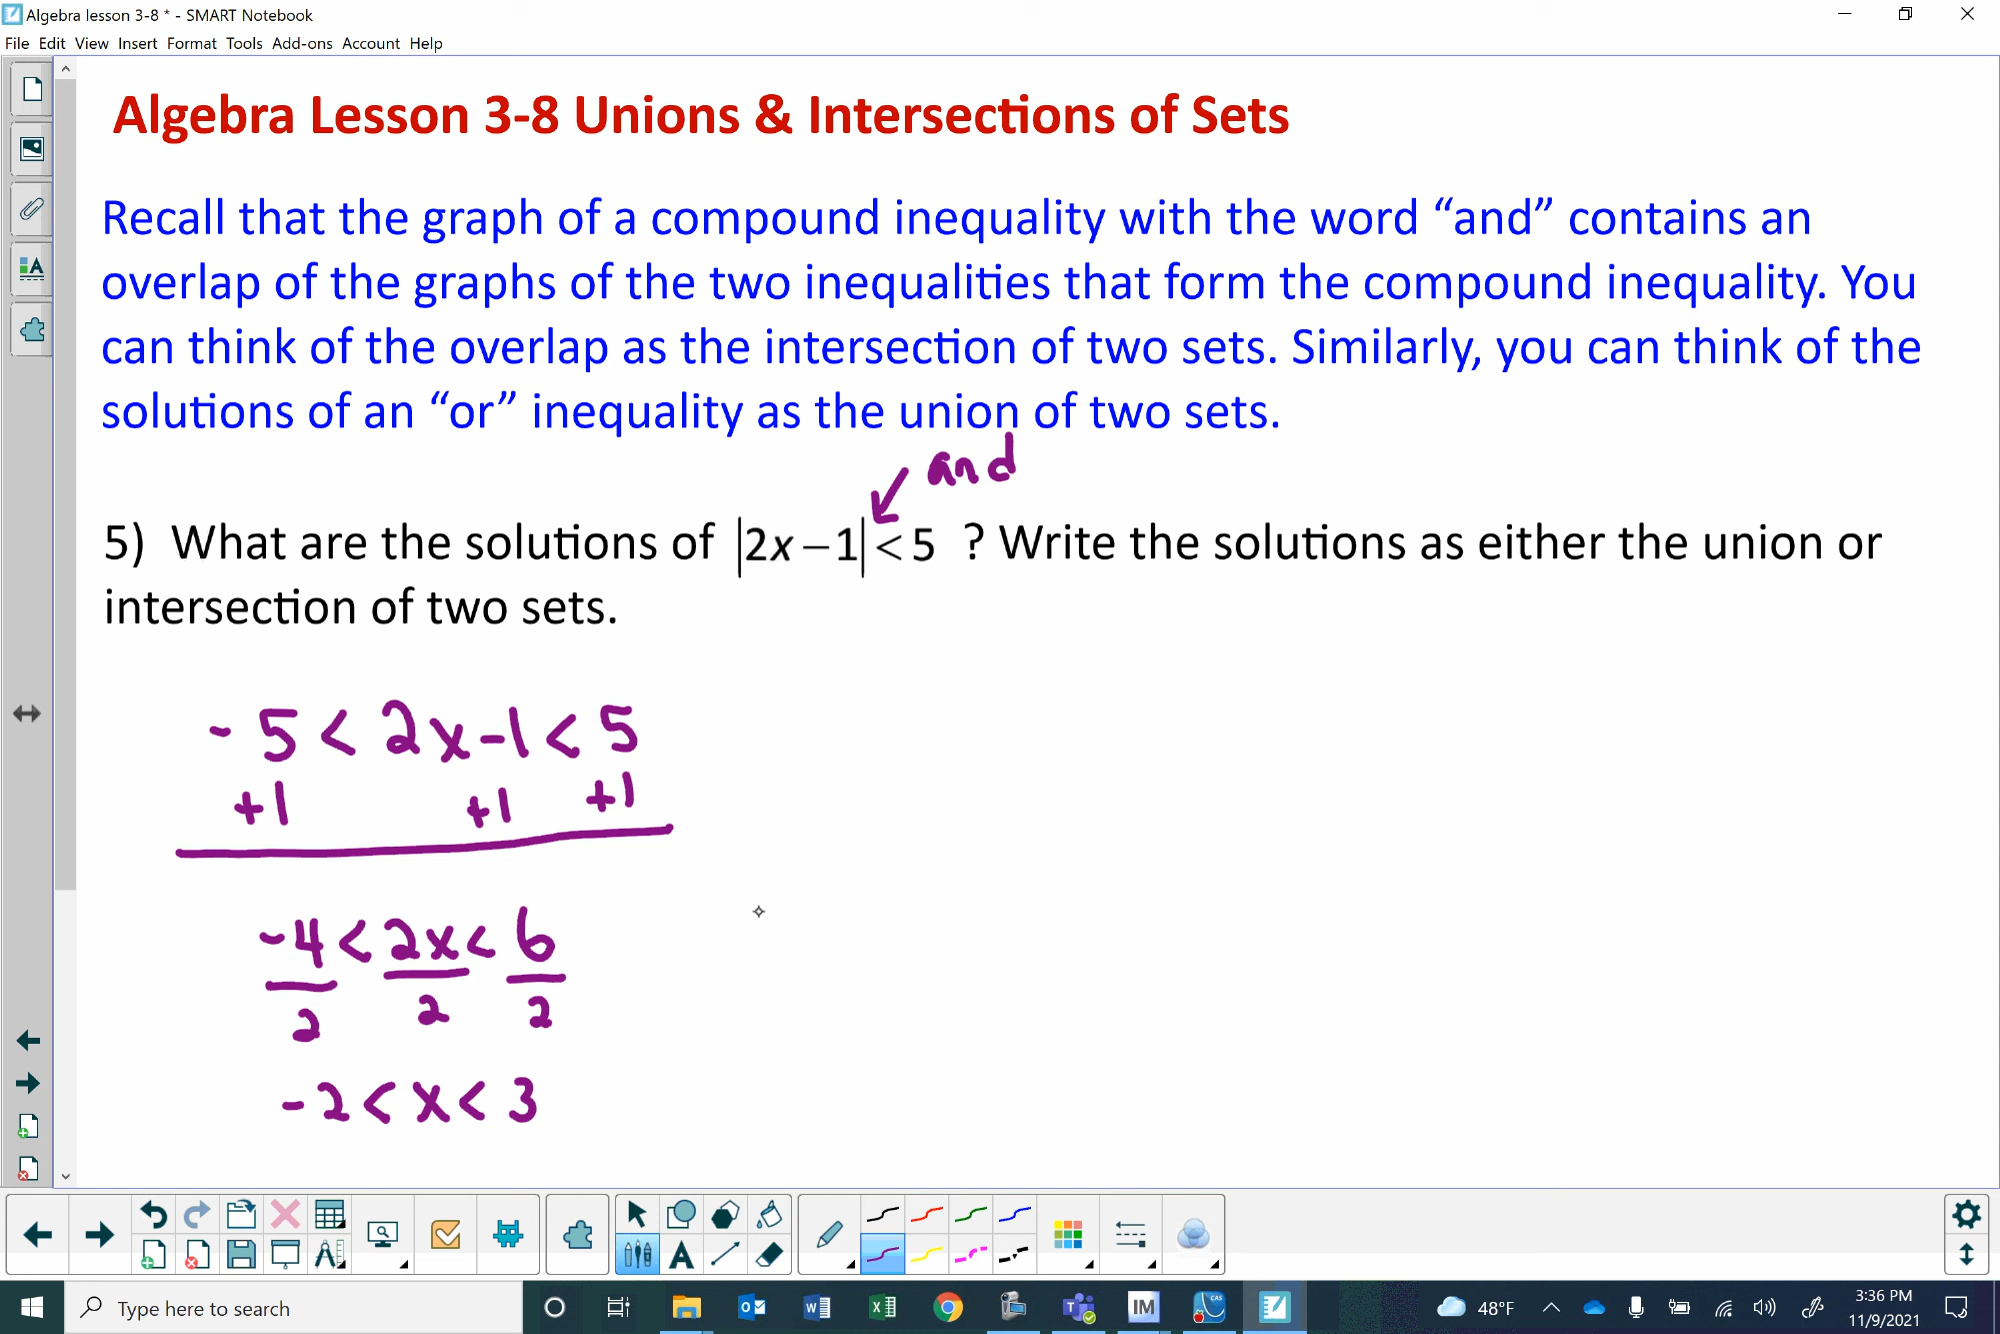 Algebra lesson 3-8 * - SMART Notebook
File Edit View Insert Format Tools Add-ons Account Help
Algebra Lesson 3-8 Unions & Intersections of Sets
Recall that the graph of a compound inequality with the word “and” contains an
overlap of the graphs of the two inequalities that form the compound inequality. You
can think of the overlap as the intersection of two sets. Similarly, you can think of the
solutions of an “or” inequality as the union of two sets.
and
5) What are the solutions of |2x – 1| < 5 ? Write the solutions as either the union or
intersection of two sets.
- 5 < 2x - 1 < 5
+1 +1 +1
-4 < 2x < 6
2 2 2
-2 < x < 3
Type here to search
IM
CAS
48°F
3:36 PM
11/9/2021